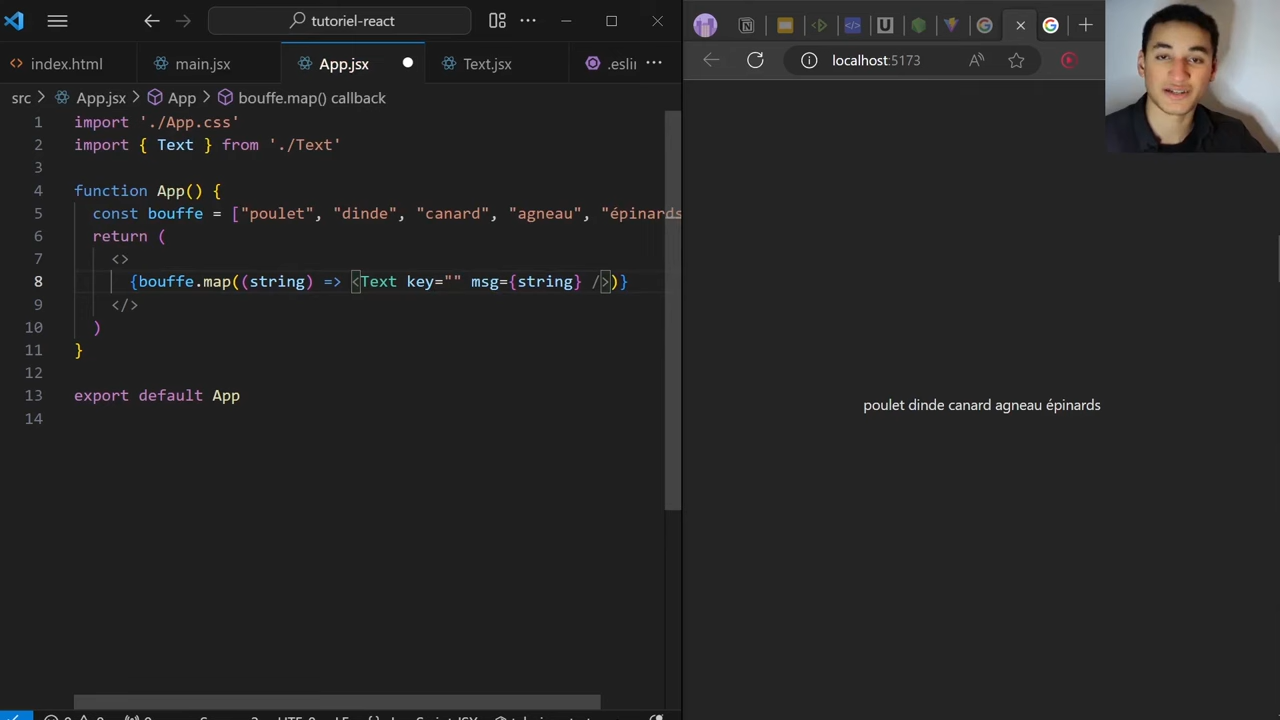 tutoriel-react
index.html
main.jsx
App.jsx
Text.jsx
.eslin
src > App.jsx > App > bouffe.map() callback
1 import './App.css'
2 import { Text } from './Text'
3
4 function App() {
5 const bouffe = ["poulet", "dinde", "canard", "agneau", "épinards
6 return (
7 <>
8 {bouffe.map((string) => <Text key="" msg={string} />)}
9 </>
10 )
11 }
12
13 export default App
14
localhost:5173
poulet dinde canard agneau épinards